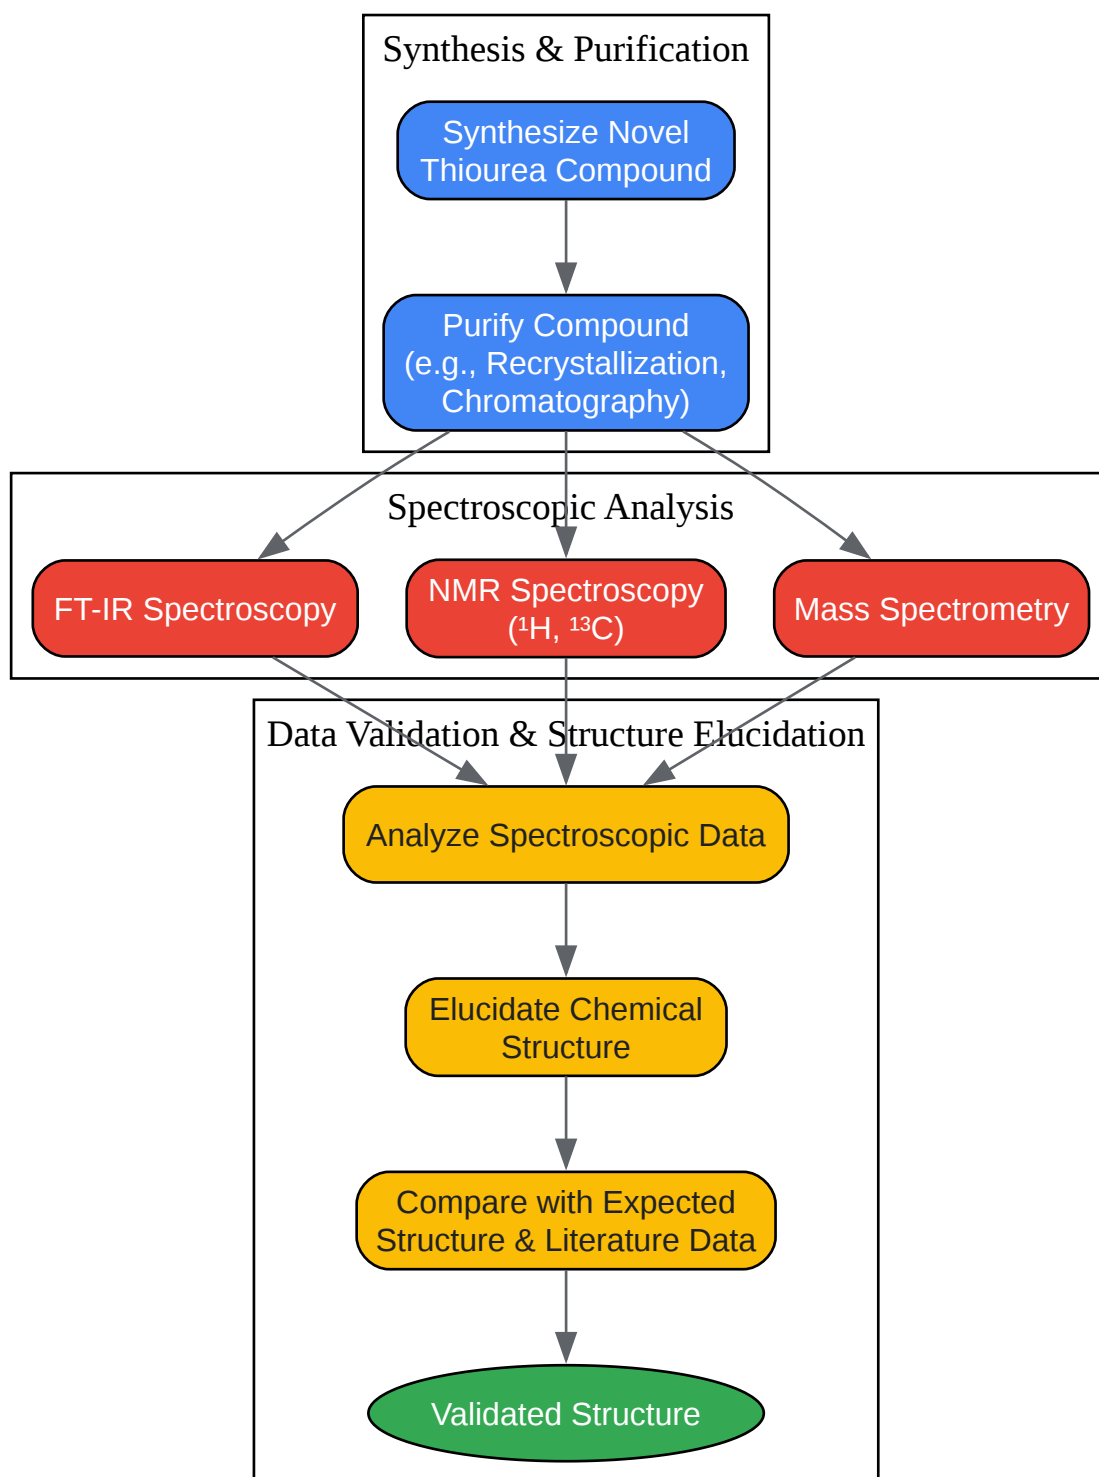 Synthesis & Purification
Synthesize Novel
Thiourea Compound
Purify Compound
(e.g., Recrystallization,
Chromatography)
Spectroscopic Analysis
FT-IR Spectroscopy
NMR Spectroscopy
(¹H, ¹³C)
Mass Spectrometry
Data Validation & Structure Elucidation
Analyze Spectroscopic Data
Elucidate Chemical
Structure
Compare with Expected
Structure & Literature Data
Validated Structure